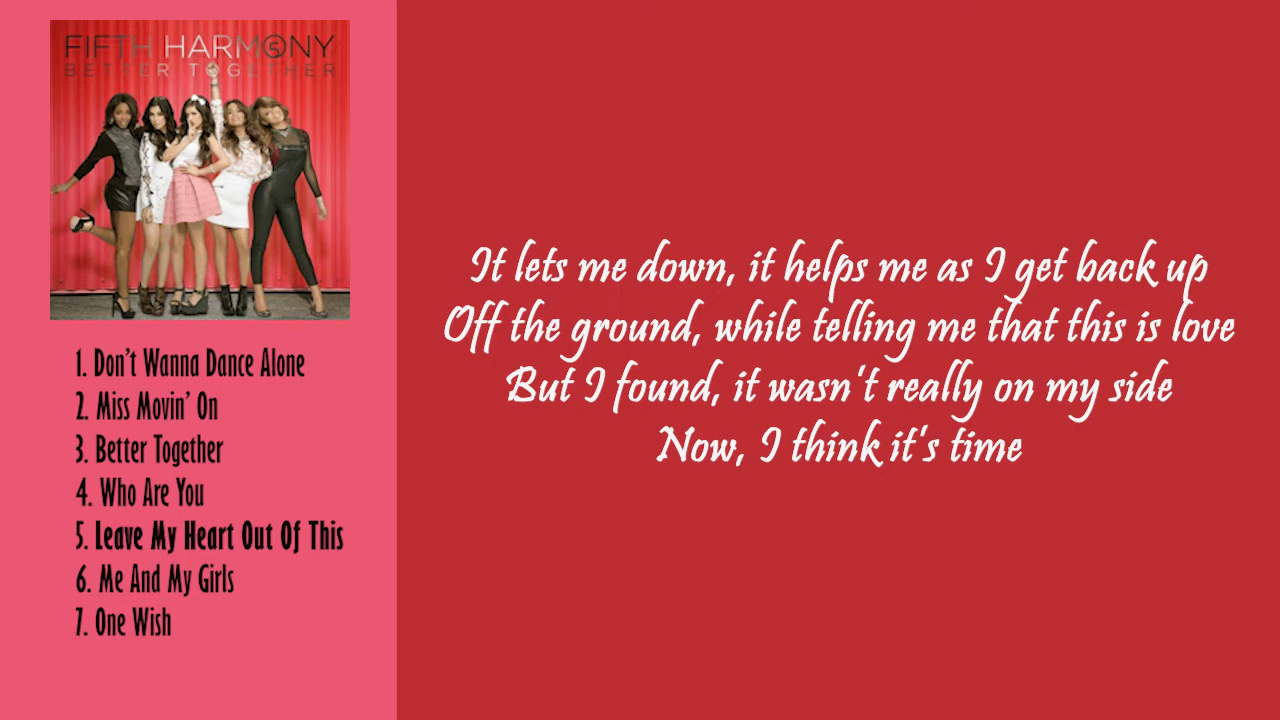 FIFTH HARMONY
BETTER TOGETHER
1. Don't Wanna Dance Alone
2. Miss Movin' On
3. Better Together
4. Who Are You
5. Leave My Heart Out Of This
6. Me And My Girls
7. One Wish
It lets me down, it helps me as I get back up
Off the ground, while telling me that this is love
But I found, it wasn't really on my side
Now, I think it's time